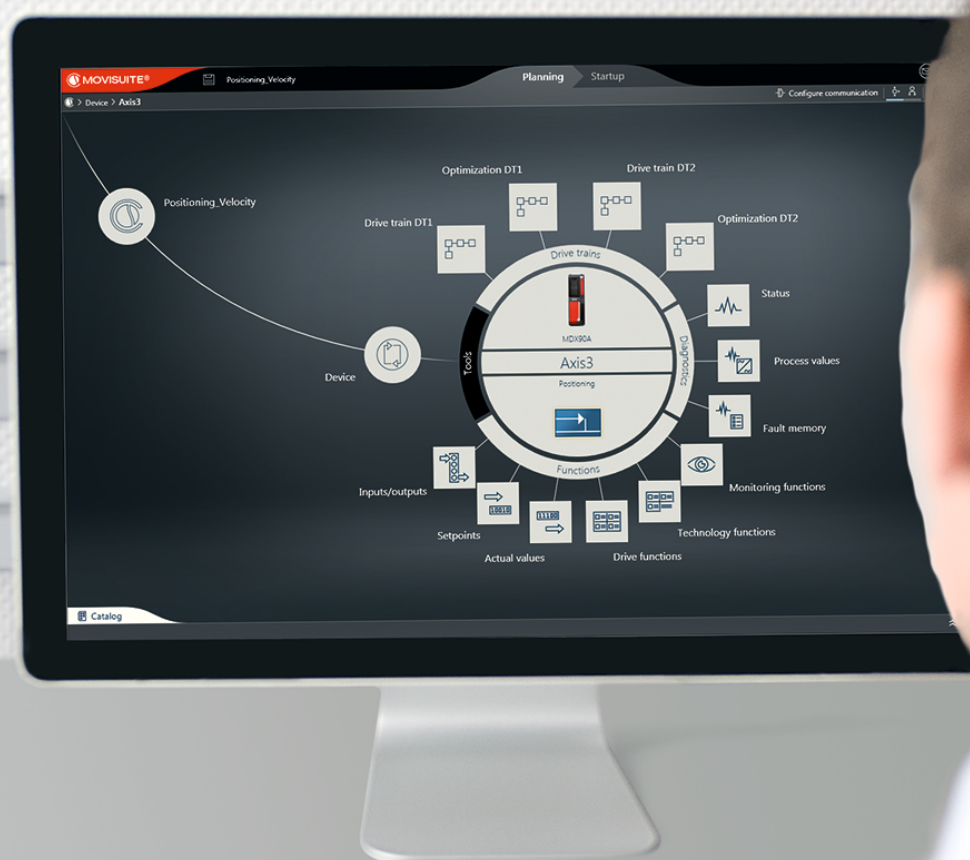 MOVISUITE®
Positioning_Velocity
Planning
Startup
Device > Axis3
Configure communication
Optimization DT1
Drive train DT2
Positioning_Velocity
Drive train DT1
Optimization DT2
Drive trains
Status
MDX90A
Tools
Axis3
Diagnostics
Process values
Device
Positioning
Fault memory
Functions
Inputs/outputs
Monitoring functions
10010
Setpoints
11100
Technology functions
Actual values
Drive functions
Catalog